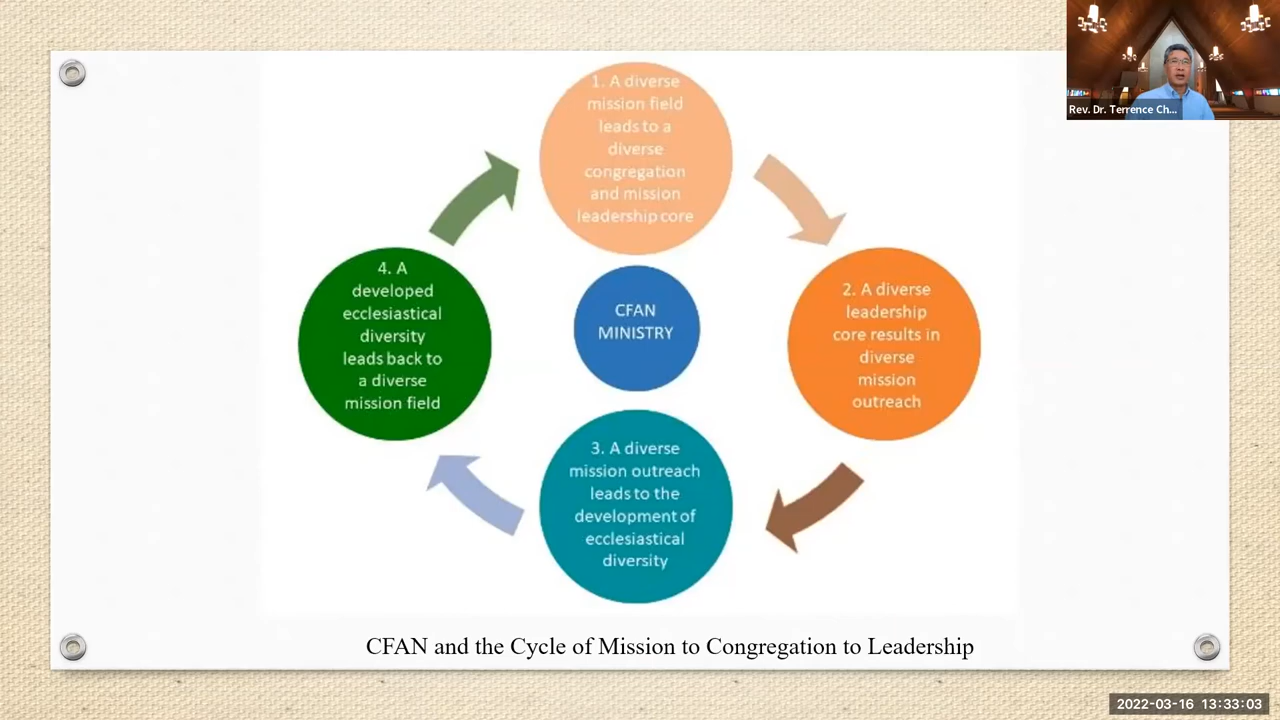 1. A diverse
mission field
leads to a
diverse
congregation
and mission
leadership core
2. A diverse
leadership
core results in
diverse
mission
outreach
3. A diverse
mission outreach
leads to the
development of
ecclesiastical
diversity
4. A
developed
ecclesiastical
diversity
leads back to
a diverse
mission field
CFAN
MINISTRY
CFAN and the Cycle of Mission to Congregation to Leadership
Rev. Dr. Terrence Ch...
2022-03-16 13:33:03